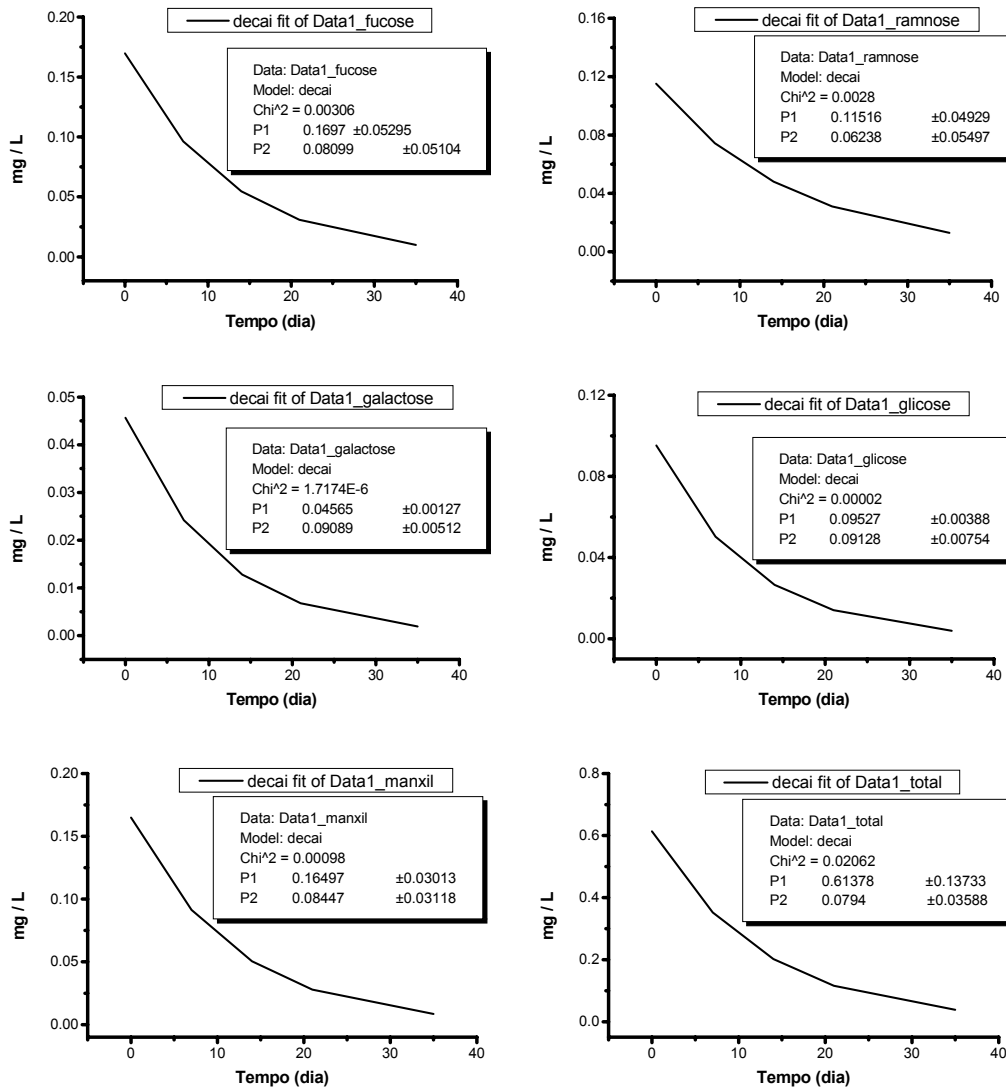 decai fit of Data1_fucose
Data: Data1_fucose
Model: decai
Chi^2 = 0.00306
P1 0.1697 ±0.05295
P2 0.08099 ±0.05104
mg / L
0.20
0.15
0.10
0.05
0.00
0 10 20 30 40
Tempo (dia)
decai fit of Data1_ramnose
Data: Data1_ramnose
Model: decai
Chi^2 = 0.0028
P1 0.11516 ±0.04929
P2 0.06238 ±0.05497
mg / L
0.16
0.12
0.08
0.04
0.00
0 10 20 30 40
Tempo (dia)
decai fit of Data1_galactose
Data: Data1_galactose
Model: decai
Chi^2 = 1.7174E-6
P1 0.04565 ±0.00127
P2 0.09089 ±0.00512
mg / L
0.05
0.04
0.03
0.02
0.01
0.00
0 10 20 30 40
Tempo (dia)
decai fit of Data1_glicose
Data: Data1_glicose
Model: decai
Chi^2 = 0.00002
P1 0.09527 ±0.00388
P2 0.09128 ±0.00754
mg / L
0.12
0.08
0.04
0.00
0 10 20 30 40
Tempo (dia)
decai fit of Data1_manxil
Data: Data1_manxil
Model: decai
Chi^2 = 0.00098
P1 0.16497 ±0.03013
P2 0.08447 ±0.03118
mg / L
0.20
0.15
0.10
0.05
0.00
0 10 20 30 40
Tempo (dia)
decai fit of Data1_total
Data: Data1_total
Model: decai
Chi^2 = 0.02062
P1 0.61378 ±0.13733
P2 0.0794 ±0.03588
mg / L
0.8
0.6
0.4
0.2
0.0
0 10 20 30 40
Tempo (dia)